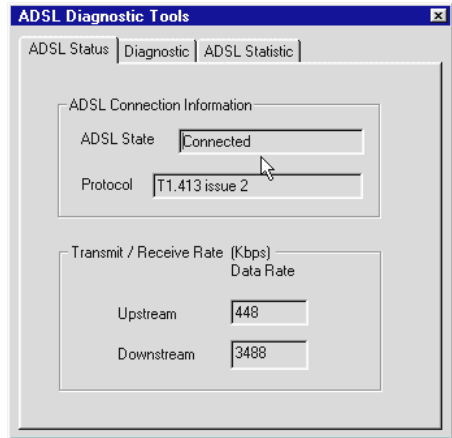 ADSL Diagnostic Tools
ADSL Status Diagnostic ADSL Statistic
ADSL Connection Information
ADSL State Connected
Protocol T1.413 issue 2
Transmit / Receive Rate (Kbps)
Data Rate
Upstream 448
Downstream 3488